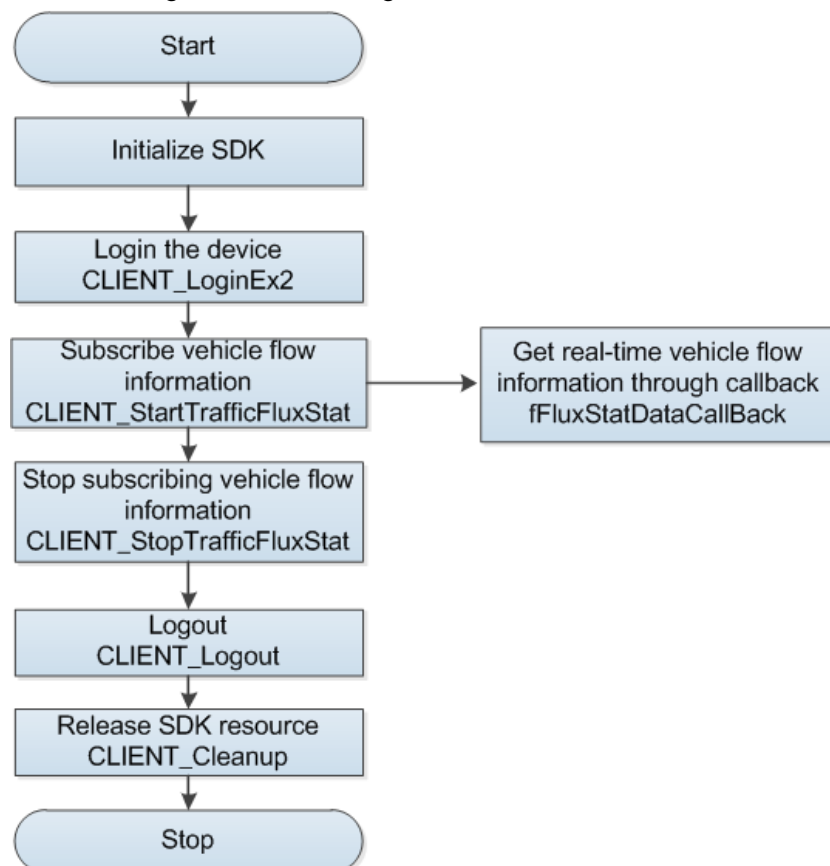 Start
Initialize SDK
Login the device
CLIENT_LoginEx2
Subscribe vehicle flow
information
CLIENT_StartTrafficFluxStat
Get real-time vehicle flow
information through callback
fFluxStatDataCallBack
Stop subscribing vehicle flow
information
CLIENT_StopTrafficFluxStat
Logout
CLIENT_Logout
Release SDK resource
CLIENT_Cleanup
Stop